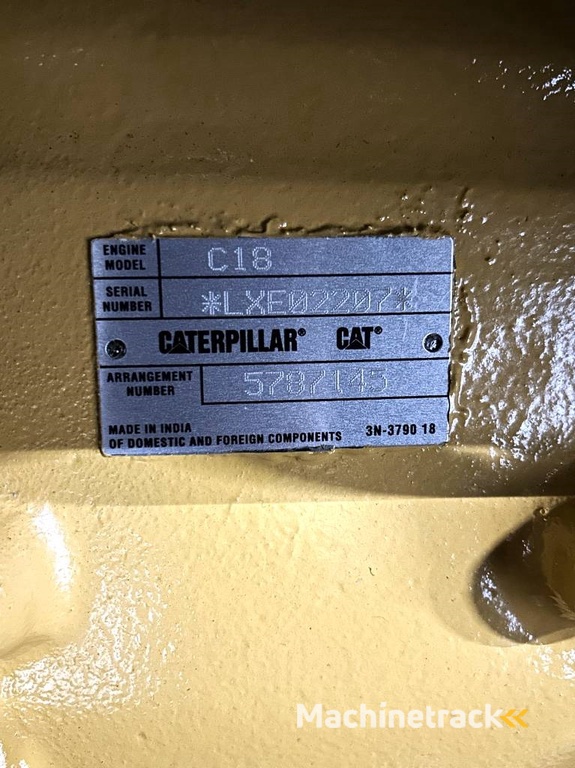 ENGINE MODEL C18
SERIAL NUMBER *LXE02207*
CATERPILLAR® CAT®
ARRANGEMENT NUMBER 5787145
MADE IN INDIA
OF DOMESTIC AND FOREIGN COMPONENTS 3N-3790 18
Machinetrack